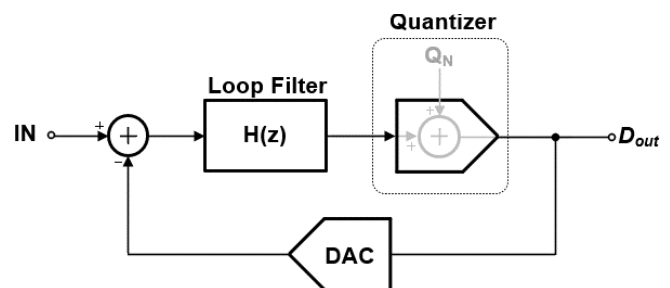 Quantizer
Q_N
Loop Filter
IN
+
−
+
H(z)
+
+
+
D_out
DAC